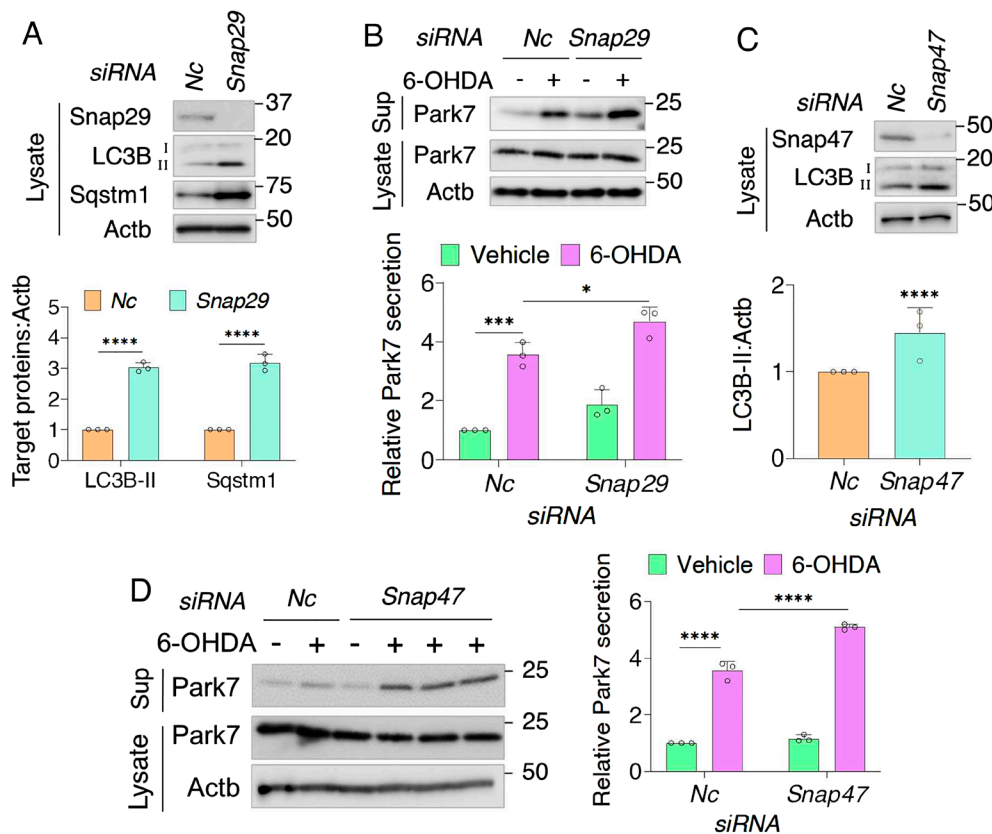 A
siRNA Nc Snap29
Lysate
Snap29 37
LC3B I II 20
Sqstm1 75
Actb 50
Nc Snap29
Target proteins:Actb
5
4
3
2
1
0
**** ****
LC3B-II Sqstm1
B
siRNA Nc Snap29
6-OHDA - + - +
Sup Park7 25
Lysate Park7 25
Actb 50
Vehicle 6-OHDA
Relative Park7 secretion
6
4
2
0
*** *
Nc Snap29
siRNA
C
siRNA Nc Snap47
Lysate
Snap47 50
LC3B I II 20
Actb 50
LC3B-II:Actb
2
1
0
****
Nc Snap47
siRNA
D
siRNA Nc Snap47
6-OHDA - + - + + +
Sup Park7 25
Lysate Park7 25
Actb 50
Vehicle 6-OHDA
Relative Park7 secretion
6
4
2
0
**** ****
Nc Snap47
siRNA